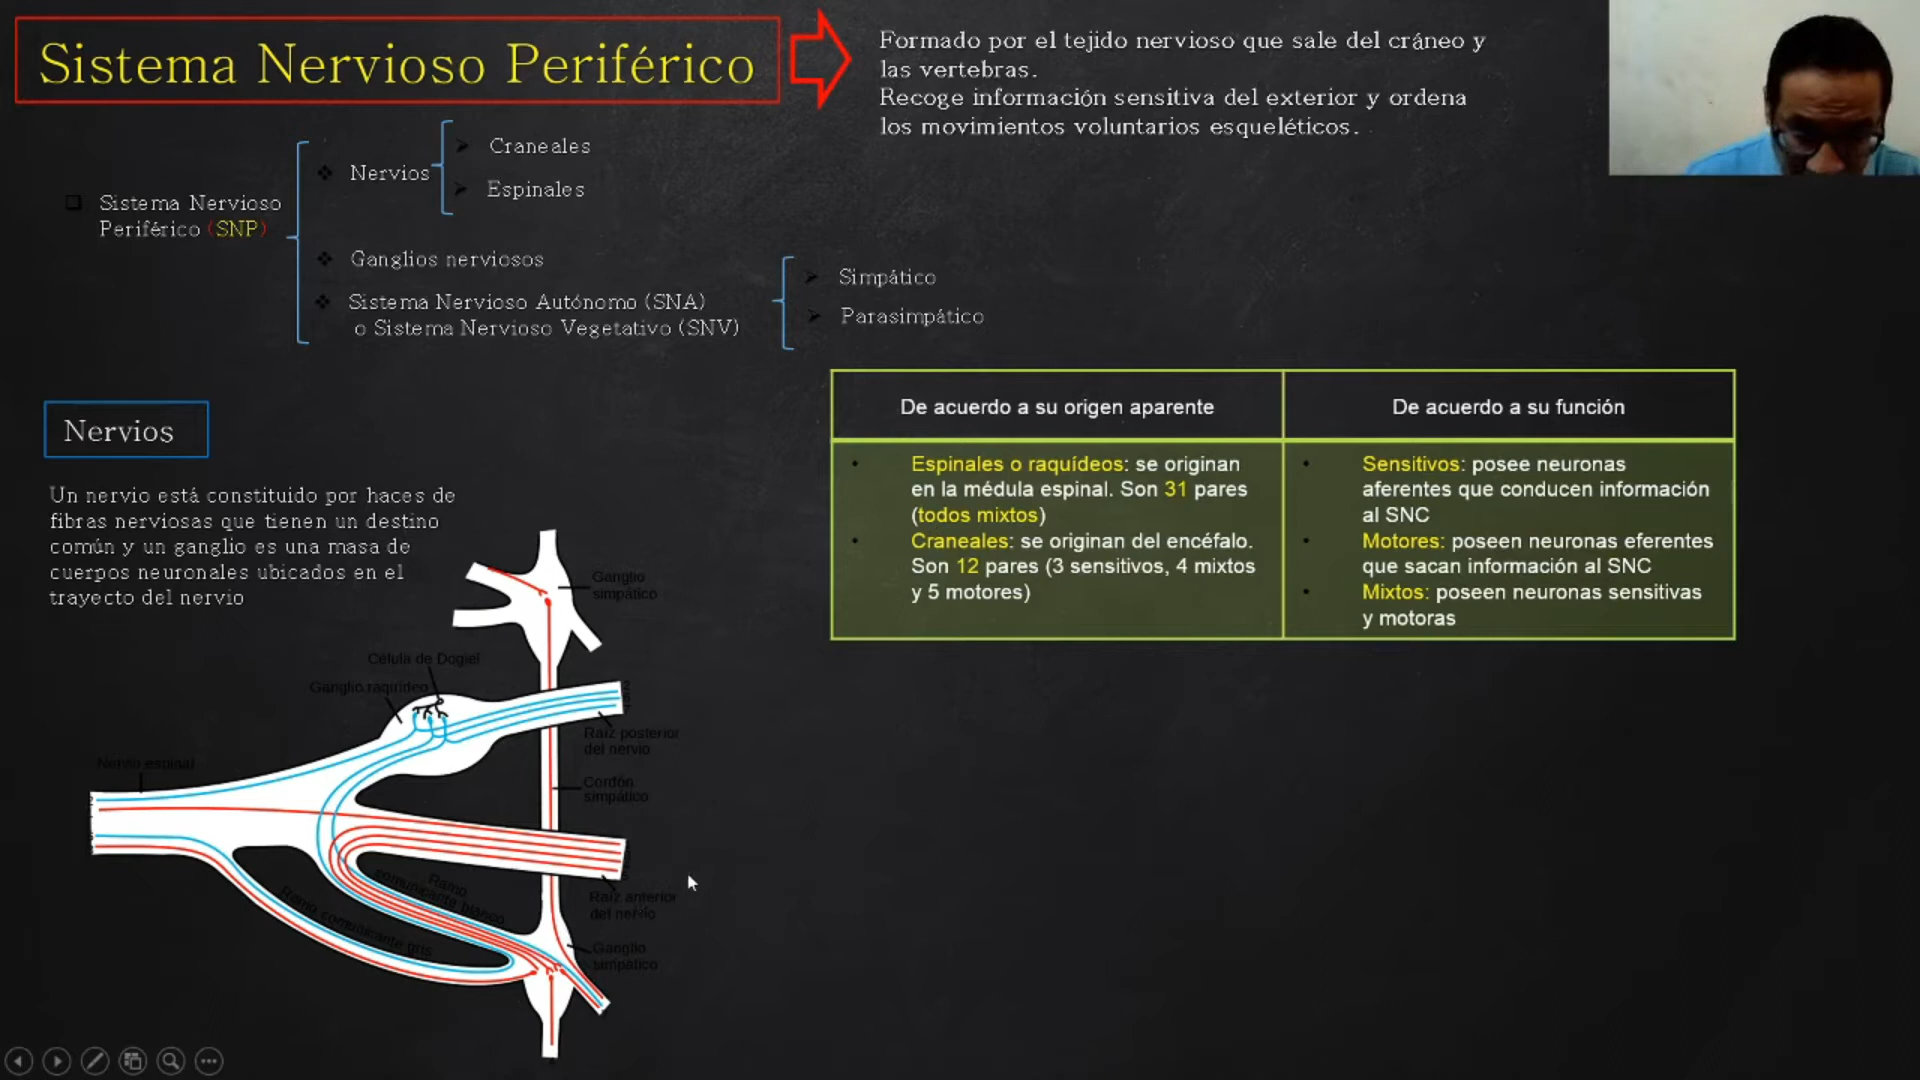 Sistema Nervioso Periférico
Formado por el tejido nervioso que sale del cráneo y
las vertebras.
Recoge información sensitiva del exterior y ordena
los movimientos voluntarios esqueléticos.
Sistema Nervioso
Periférico (SNP)
Nervios
Craneales
Espinales
Ganglios nerviosos
Sistema Nervioso Autónomo (SNA)
o Sistema Nervioso Vegetativo (SNV)
Simpático
Parasimpático
Nervios
Un nervio está constituido por haces de
fibras nerviosas que tienen un destino
común y un ganglio es una masa de
cuerpos neuronales ubicados en el
trayecto del nervio
De acuerdo a su origen aparente
Espinales o raquídeos: se originan
en la médula espinal. Son 31 pares
(todos mixtos)
Craneales: se originan del encéfalo.
Son 12 pares (3 sensitivos, 4 mixtos
y 5 motores)
De acuerdo a su función
Sensitivos: posee neuronas
aferentes que conducen información
al SNC
Motores: poseen neuronas eferentes
que sacan información al SNC
Mixtos: poseen neuronas sensitivas
y motoras
Ganglio
simpático
Célula de Dogiel
Ganglio raquídeo
Raíz posterior
del nervio
Nervio espinal
Cordón
simpático
Ramo
comunicante blanco
Raíz anterior
del nervio
Ramo comunicante gris
Ganglio
simpático